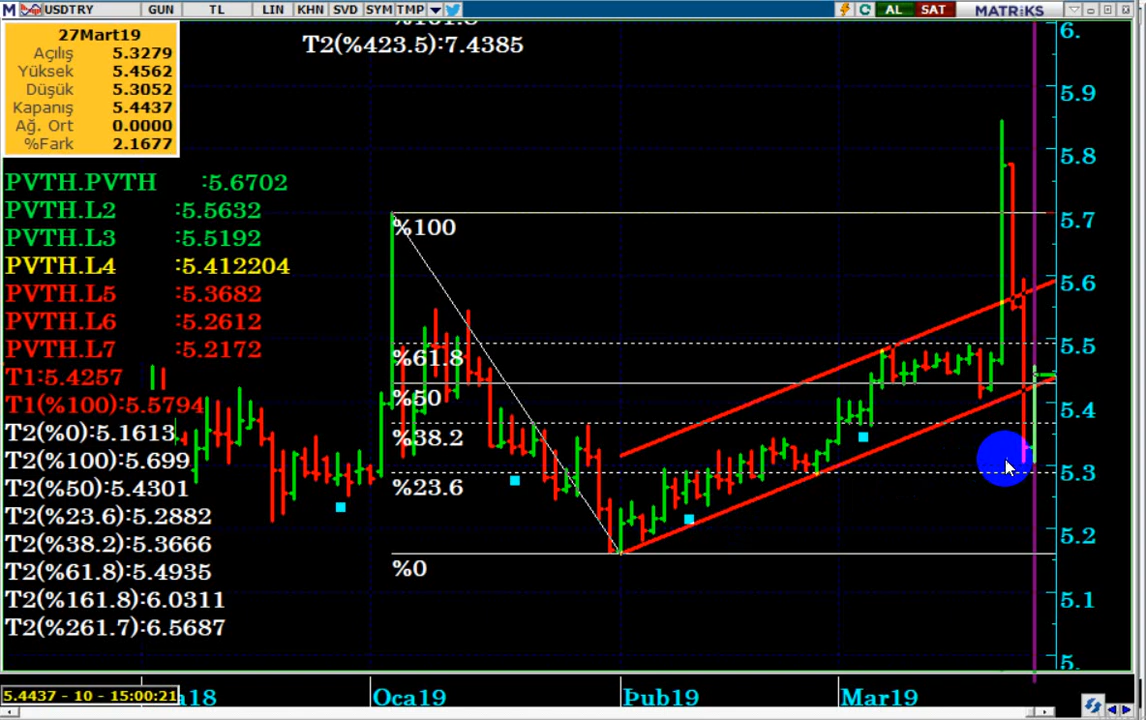 M USDTRY GUN TL LIN KHN SVD SYM TMP AL SAT MATRiKS
T2(%423.5):7.4385
27Mart19
Açılış 5.3279
Yüksek 5.4562
Düşük 5.3052
Kapanış 5.4437
Ağ. Ort 0.0000
%Fark 2.1677
PVTH.PVTH :5.6702
PVTH.L2 :5.5632
PVTH.L3 :5.5192
PVTH.L4 :5.412204
PVTH.L5 :5.3682
PVTH.L6 :5.2612
PVTH.L7 :5.2172
T1:5.4257
T1(%100):5.5794
T2(%0):5.1613
T2(%100):5.699
T2(%50):5.4301
T2(%23.6):5.2882
T2(%38.2):5.3666
T2(%61.8):5.4935
T2(%161.8):6.0311
T2(%261.7):6.5687
%100
%61.8
%50
%38.2
%23.6
%0
6.
5.9
5.8
5.7
5.6
5.5
5.4
5.3
5.2
5.1
5.
5.4437 - 10 - 15:00:21 a18 Oca19 Şub19 Mar19